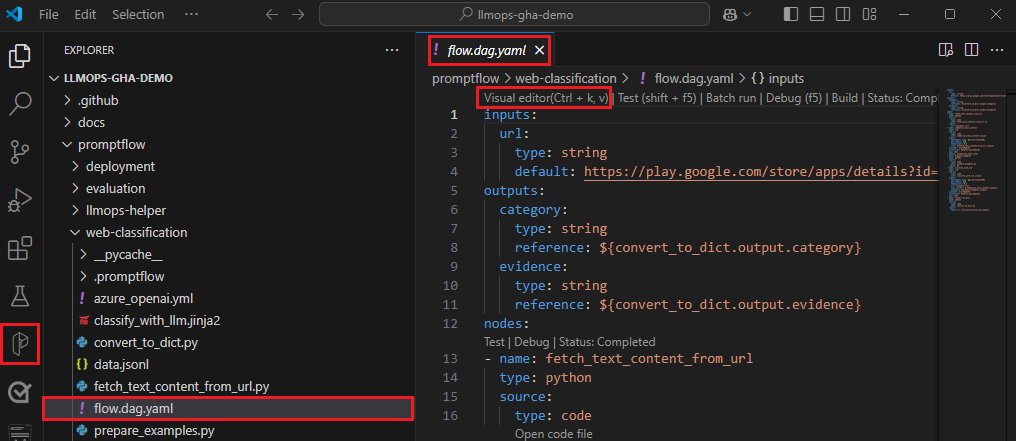 File Edit Selection ... llmops-gha-demo
EXPLORER ...
LLMOPS-GHA-DEMO
.github
docs
promptflow
deployment
evaluation
llmops-helper
web-classification
__pycache__
.promptflow
! azure_openai.yml
classify_with_llm.jinja2
convert_to_dict.py
{} data.jsonl
fetch_text_content_from_url.py
! flow.dag.yaml
prepare_examples.py
! flow.dag.yaml ×
promptflow > web-classification > ! flow.dag.yaml > {} inputs
Visual editor(Ctrl + k, v) | Test (shift + f5) | Batch run | Debug (f5) | Build | Status: Comple
1 inputs:
2 url:
3 type: string
4 default: https://play.google.com/store/apps/details?id=
5 outputs:
6 category:
7 type: string
8 reference: ${convert_to_dict.output.category}
9 evidence:
10 type: string
11 reference: ${convert_to_dict.output.evidence}
12 nodes:
Test | Debug | Status: Completed
13 - name: fetch_text_content_from_url
14 type: python
15 source:
16 type: code
Open code file